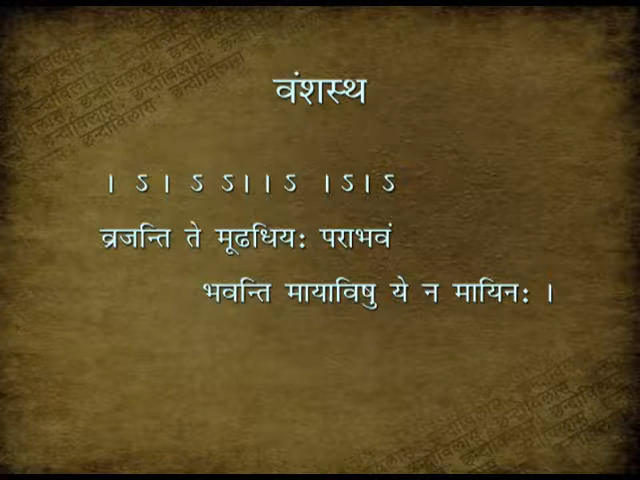 वंशस्थ
। ऽ । ऽ ऽ । । ऽ । ऽ । ऽ
व्रजन्ति ते मूढधियः पराभवं
भवन्ति मायाविषु ये न मायिनः ।